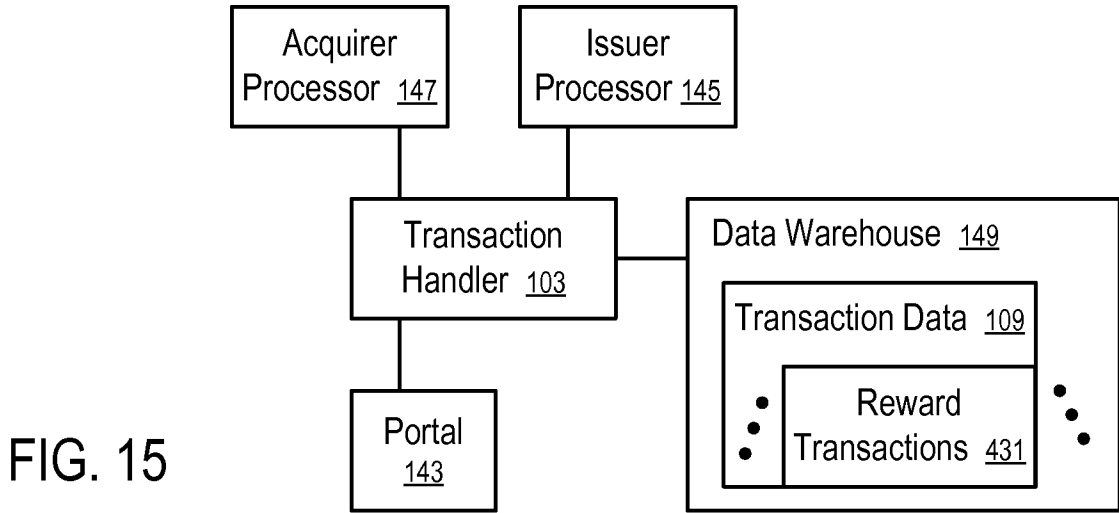 Acquirer
Processor 147
Issuer
Processor 145
Transaction
Handler 103
Data Warehouse 149
Transaction Data 109
Reward
Transactions 431
Portal
143
FIG. 15